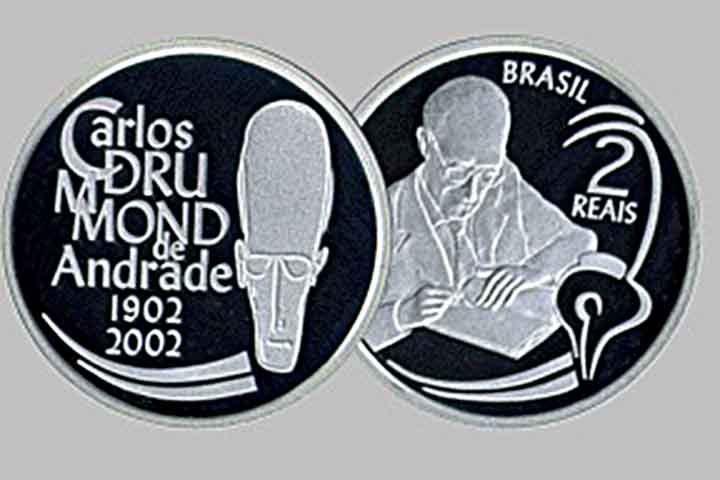 Carlos
DRU
MMOND
de
Andrade
1902
2002
BRASIL
2
REAIS